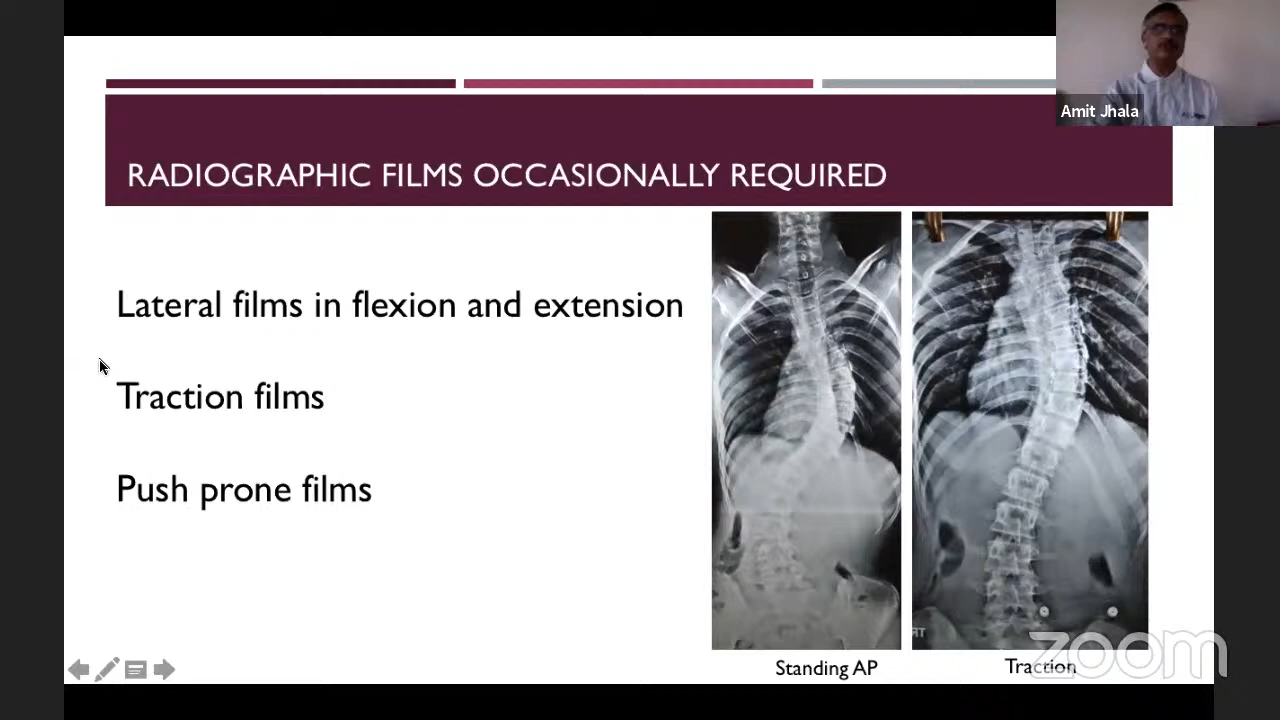 Amit Jhala
RADIOGRAPHIC FILMS OCCASIONALLY REQUIRED
Lateral films in flexion and extension
Traction films
Push prone films
Standing AP
Traction
zoom